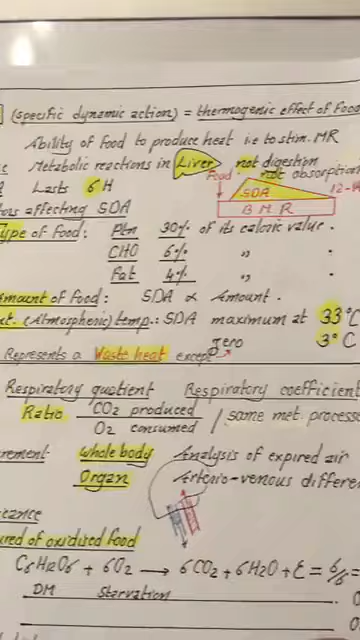 (specific dynamic action) = thermogenic effect of food
Ability of food to produce heat i.e to stim. MR
Metabolic reactions in Liver not digestion
not absorption
Lasts 6H
Food
SDA
12-
BMR
affecting SDA
Type of Food: Ptn 30% of its caloric value.
CHO 6% " .
Fat 4% " .
Amount of Food: SDA α Amount.
(Atmospheric) temp.: SDA maximum at 33°C
zero 3°C
Represents a Waste heat except
Respiratory quotient Respiratory coefficient
Ratio CO2 produced / same met. process
O2 consumed
whole body Analysis of expired air
Organ Arterio-venous differen
of oxidized food
C6H12O6 + 6O2 → 6CO2 + 6H2O + E = 6/6 =
DM Starvation